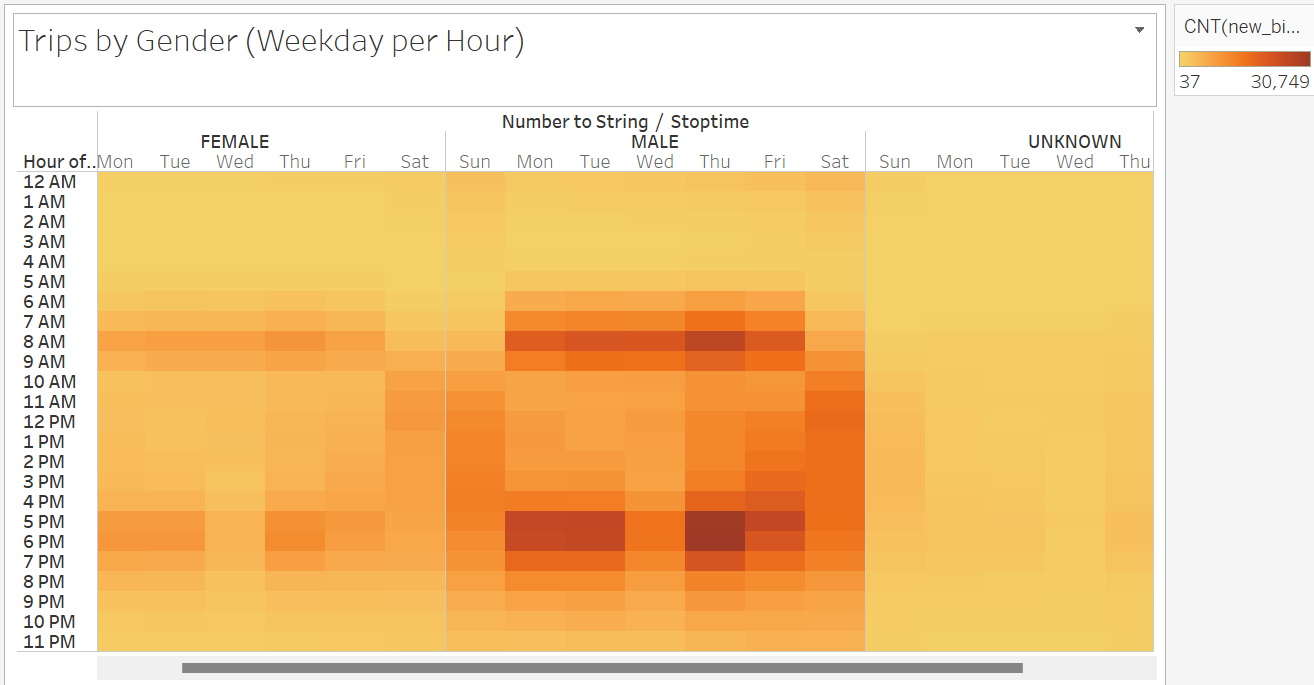 Trips by Gender (Weekday per Hour)
CNT(new_bi...
37 30,749
Number to String / Stoptime
FEMALE MALE UNKNOWN
Hour of.. Mon Tue Wed Thu Fri Sat Sun Mon Tue Wed Thu Fri Sat Sun Mon Tue Wed Thu
12 AM
1 AM
2 AM
3 AM
4 AM
5 AM
6 AM
7 AM
8 AM
9 AM
10 AM
11 AM
12 PM
1 PM
2 PM
3 PM
4 PM
5 PM
6 PM
7 PM
8 PM
9 PM
10 PM
11 PM